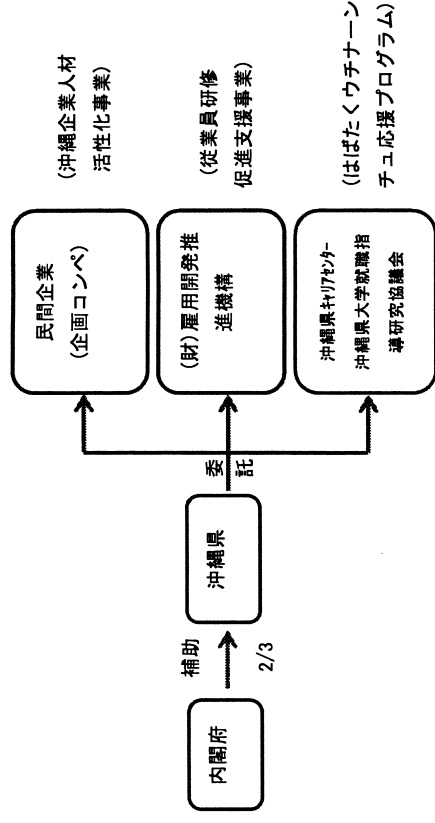 内閣府
補助
2/3
沖縄県
委託
民間企業
(企画コンペ)
(沖縄企業人材
活性化事業)
(財)雇用開発推
進機構
(従業員研修
促進支援事業)
沖縄県キャリアセンター
沖縄県大学就職指
導研究協議会
(はばたくウチナーン
チュ応援プログラム)